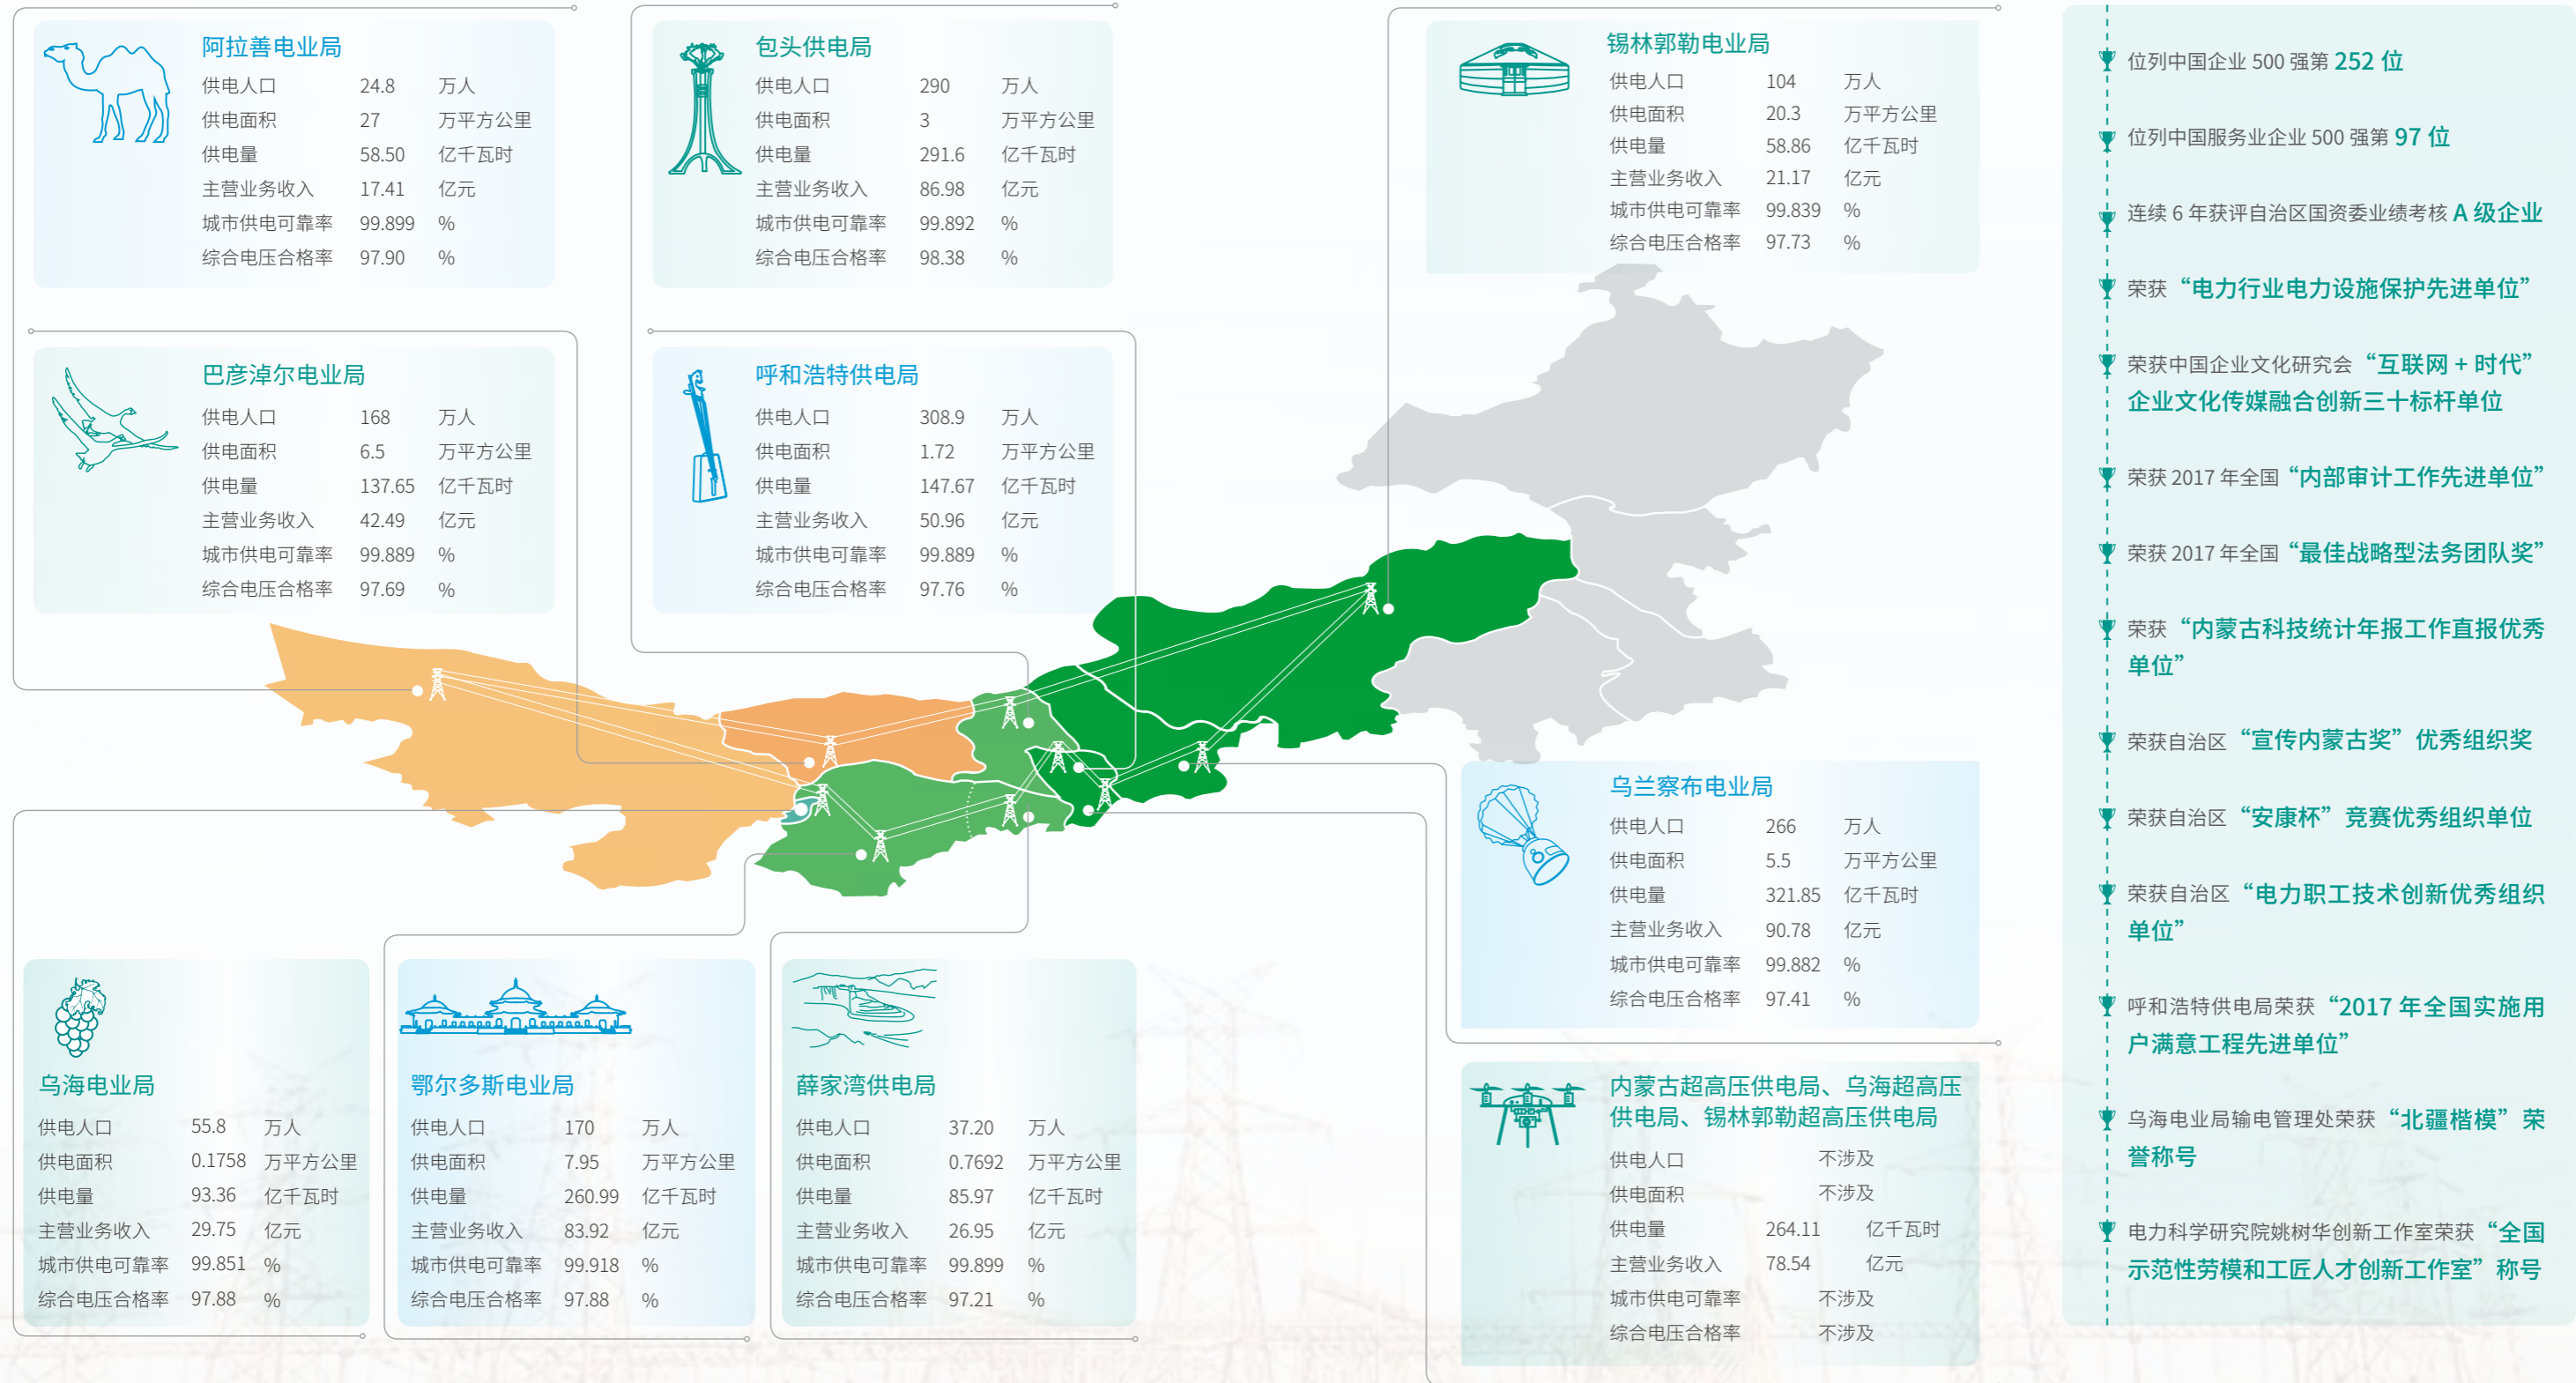 阿拉善电业局
供电人口 24.8 万人
供电面积 27 万平方公里
供电量 58.50 亿千瓦时
主营业务收入 17.41 亿元
城市供电可靠率 99.899 %
综合电压合格率 97.90 %
包头供电局
供电人口 290 万人
供电面积 3 万平方公里
供电量 291.6 亿千瓦时
主营业务收入 86.98 亿元
城市供电可靠率 99.892 %
综合电压合格率 98.38 %
锡林郭勒电业局
供电人口 104 万人
供电面积 20.3 万平方公里
供电量 58.86 亿千瓦时
主营业务收入 21.17 亿元
城市供电可靠率 99.839 %
综合电压合格率 97.73 %
巴彦淖尔电业局
供电人口 168 万人
供电面积 6.5 万平方公里
供电量 137.65 亿千瓦时
主营业务收入 42.49 亿元
城市供电可靠率 99.889 %
综合电压合格率 97.69 %
呼和浩特供电局
供电人口 308.9 万人
供电面积 1.72 万平方公里
供电量 147.67 亿千瓦时
主营业务收入 50.96 亿元
城市供电可靠率 99.889 %
综合电压合格率 97.76 %
乌兰察布电业局
供电人口 266 万人
供电面积 5.5 万平方公里
供电量 321.85 亿千瓦时
主营业务收入 90.78 亿元
城市供电可靠率 99.882 %
综合电压合格率 97.41 %
乌海电业局
供电人口 55.8 万人
供电面积 0.1758 万平方公里
供电量 93.36 亿千瓦时
主营业务收入 29.75 亿元
城市供电可靠率 99.851 %
综合电压合格率 97.88 %
鄂尔多斯电业局
供电人口 170 万人
供电面积 7.95 万平方公里
供电量 260.99 亿千瓦时
主营业务收入 83.92 亿元
城市供电可靠率 99.918 %
综合电压合格率 97.88 %
薛家湾供电局
供电人口 37.20 万人
供电面积 0.7692 万平方公里
供电量 85.97 亿千瓦时
主营业务收入 26.95 亿元
城市供电可靠率 99.899 %
综合电压合格率 97.21 %
内蒙古超高压供电局、乌海超高压
供电局、锡林郭勒超高压供电局
供电人口 不涉及
供电面积 不涉及
供电量 264.11 亿千瓦时
主营业务收入 78.54 亿元
城市供电可靠率 不涉及
综合电压合格率 不涉及
位列中国企业 500 强第 252 位
位列中国服务业企业 500 强第 97 位
连续 6 年获评自治区国资委业绩考核 A 级企业
荣获“电力行业电力设施保护先进单位”
荣获中国企业文化研究会“互联网 + 时代”
企业文化传媒融合创新三十标杆单位
荣获 2017 年全国“内部审计工作先进单位”
荣获 2017 年全国“最佳战略型法务团队奖”
荣获“内蒙古科技统计年报工作直报优秀
单位”
荣获自治区“宣传内蒙古奖”优秀组织奖
荣获自治区“安康杯”竞赛优秀组织单位
荣获自治区“电力职工技术创新优秀组织
单位”
呼和浩特供电局荣获“2017 年全国实施用
户满意工程先进单位”
乌海电业局输电管理处荣获“北疆楷模”荣
誉称号
电力科学研究院姚树华创新工作室荣获“全国
示范性劳模和工匠人才创新工作室”称号